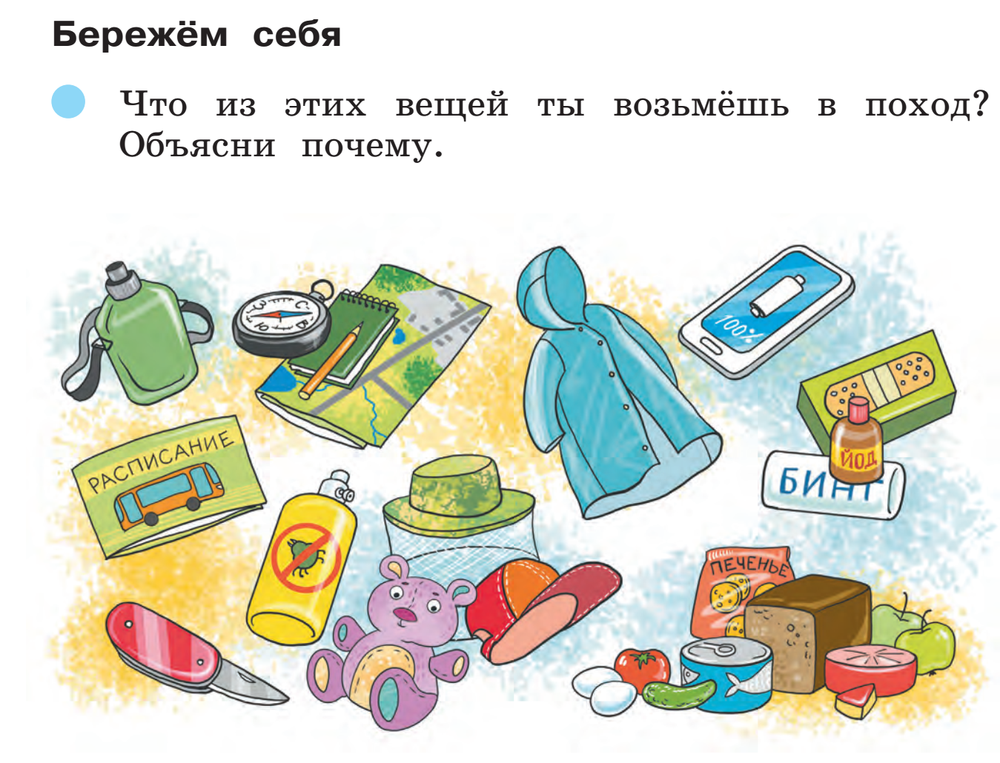 Бережём себя
Что из этих вещей ты возьмёшь в поход?
Объясни почему.
100%
З С
Ю В
РАСПИСАНИЕ
ЙОД
БИНТ
ПЕЧЕНЬЕ